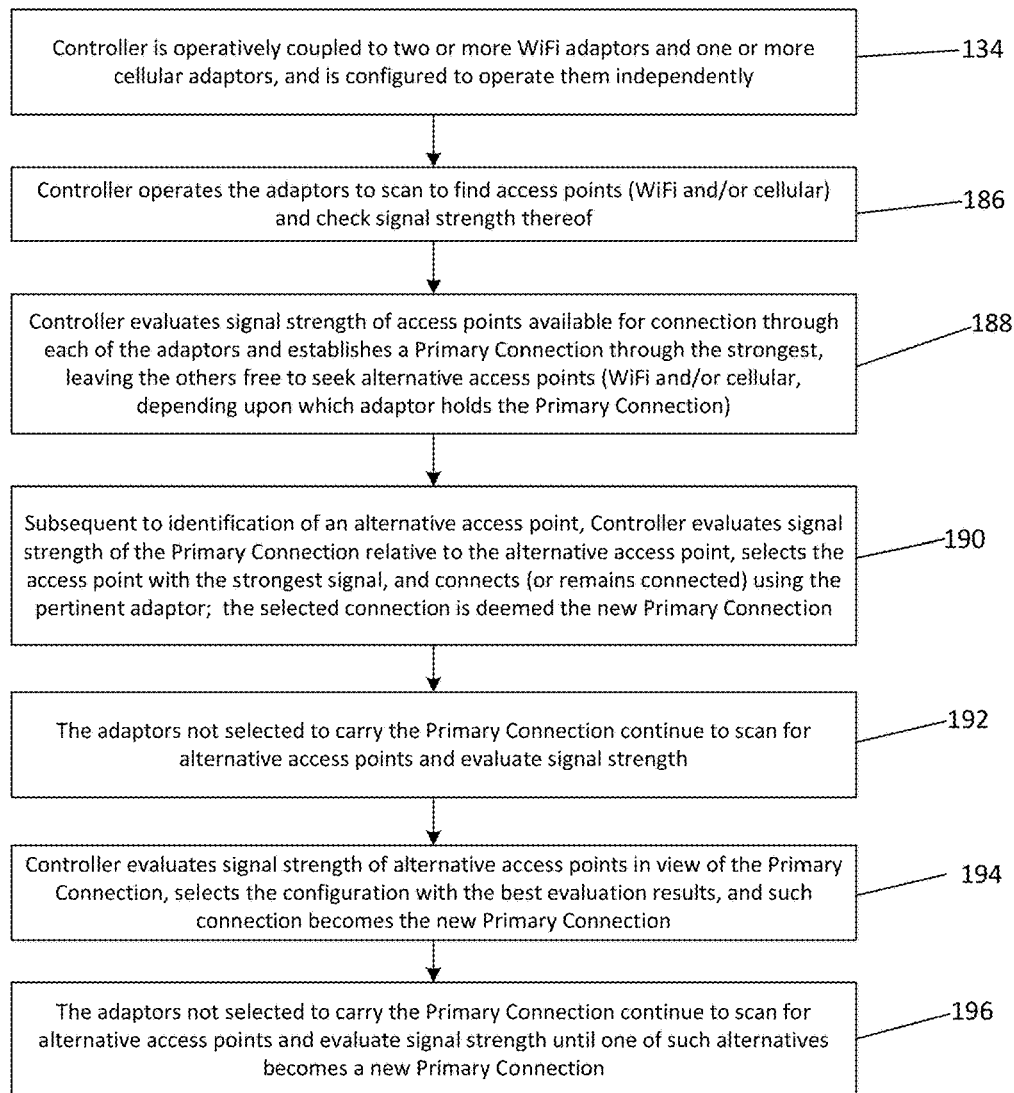 Controller is operatively coupled to two or more WiFi adaptors and one or more
cellular adaptors, and is configured to operate them independently
134
Controller operates the adaptors to scan to find access points (WiFi and/or cellular)
and check signal strength thereof
186
Controller evaluates signal strength of access points available for connection through
each of the adaptors and establishes a Primary Connection through the strongest,
leaving the others free to seek alternative access points (WiFi and/or cellular,
depending upon which adaptor holds the Primary Connection)
188
Subsequent to identification of an alternative access point, Controller evaluates signal
strength of the Primary Connection relative to the alternative access point, selects the
access point with the strongest signal, and connects (or remains connected) using the
pertinent adaptor; the selected connection is deemed the new Primary Connection
190
The adaptors not selected to carry the Primary Connection continue to scan for
alternative access points and evaluate signal strength
192
Controller evaluates signal strength of alternative access points in view of the Primary
Connection, selects the configuration with the best evaluation results, and such
connection becomes the new Primary Connection
194
The adaptors not selected to carry the Primary Connection continue to scan for
alternative access points and evaluate signal strength until one of such alternatives
becomes a new Primary Connection
196